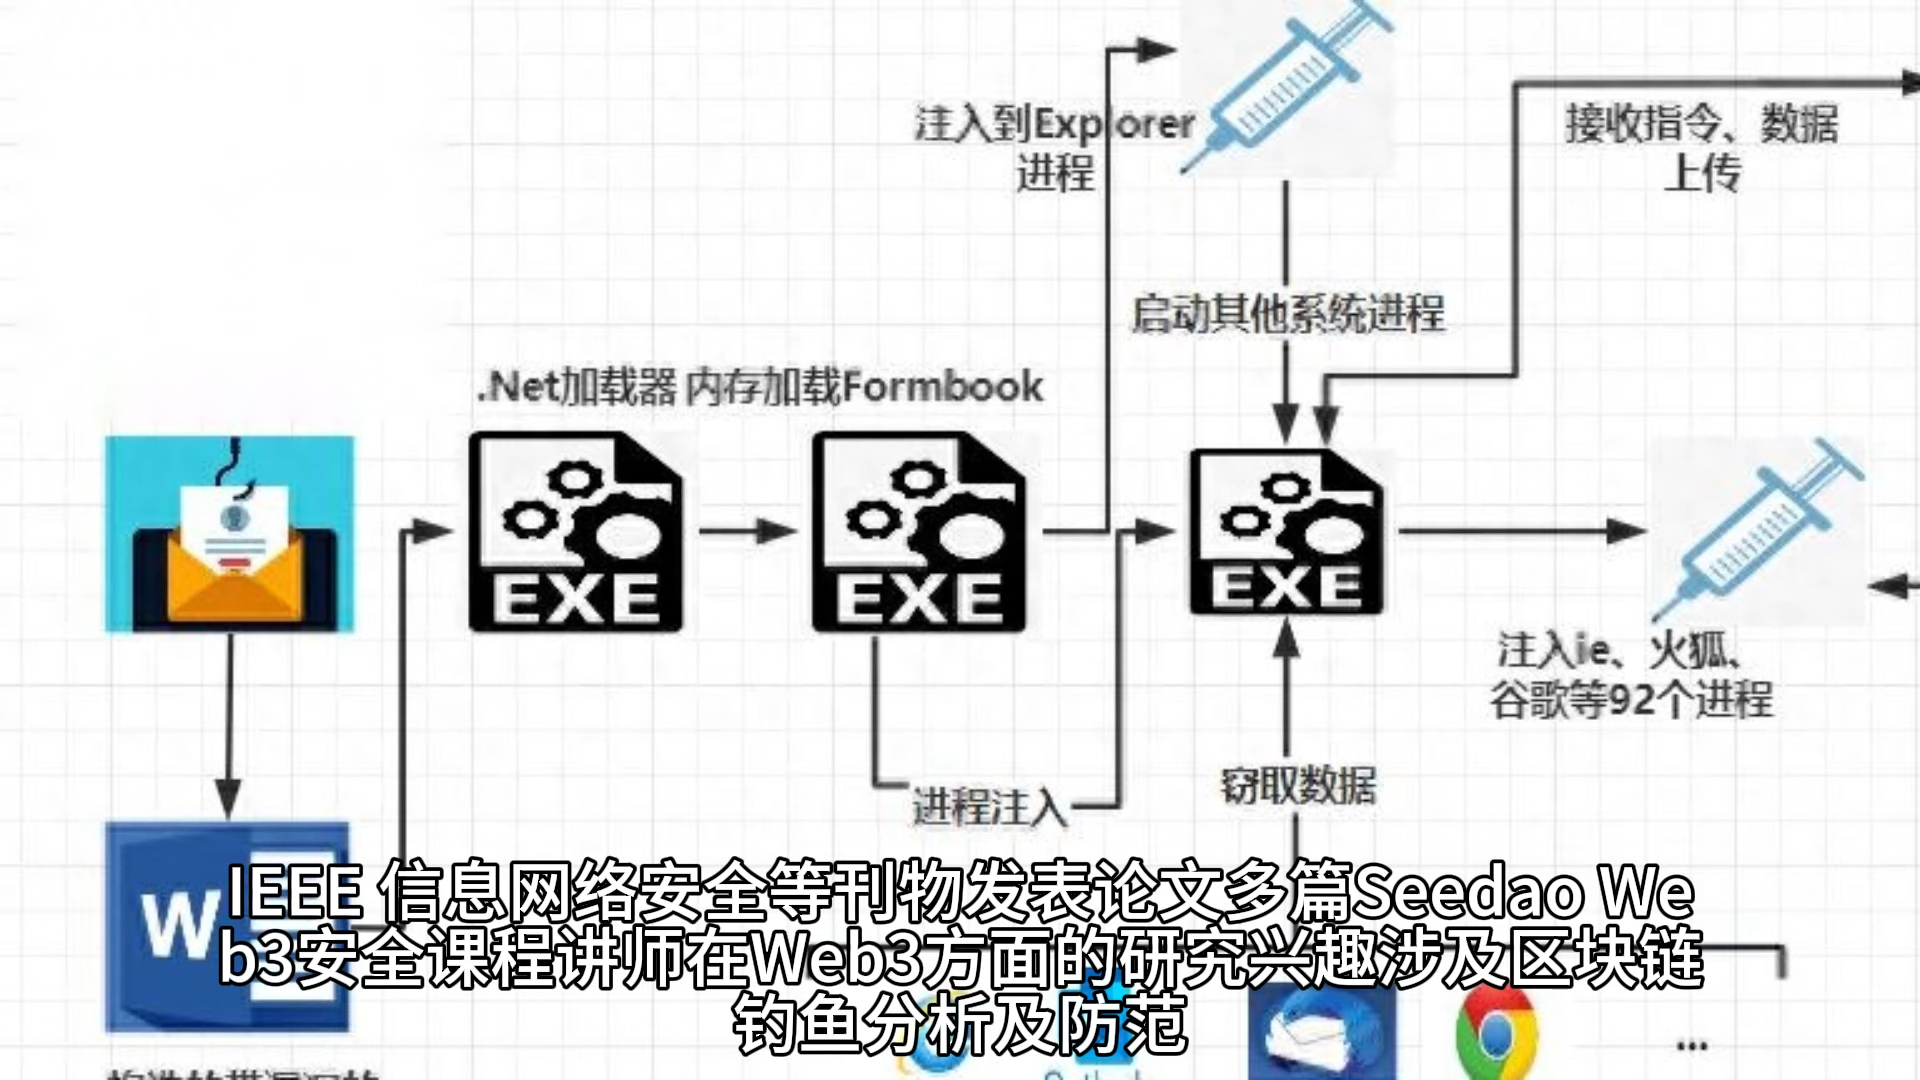 注入到Explorer
进程
接收指令、数据
上传
启动其他系统进程
.Net加载器 内存加载Formbook
EXE
EXE
EXE
注入ie、火狐、
谷歌等92个进程
进程注入
窃取数据
W
IEEE 信息网络安全等刊物发表论文多篇Seedao We
b3安全课程讲师在Web3方面的研究兴趣涉及区块链
钓鱼分析及防范
...